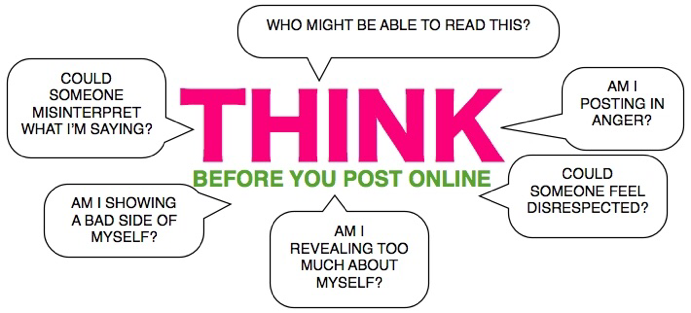 WHO MIGHT BE ABLE TO READ THIS?
COULD
SOMEONE
MISINTERPRET
WHAT I'M SAYING?
THINK
BEFORE YOU POST ONLINE
AM I
POSTING IN
ANGER?
COULD
SOMEONE FEEL
DISRESPECTED?
AM I SHOWING
A BAD SIDE OF
MYSELF?
AM I
REVEALING TOO
MUCH ABOUT
MYSELF?